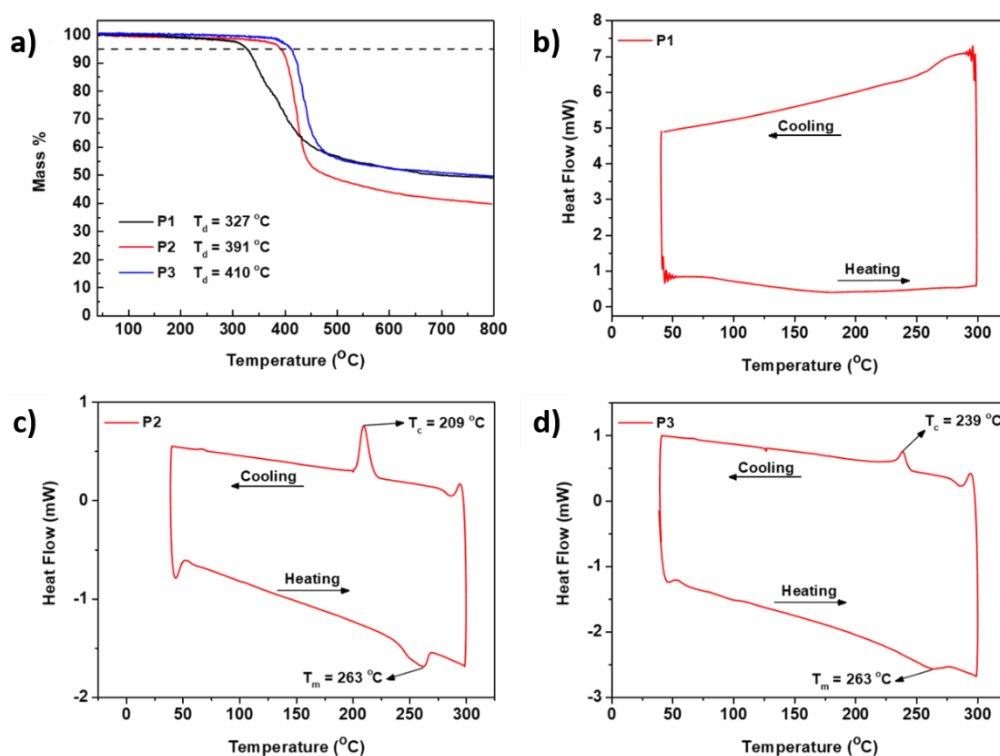 a)
100
90
80
70
60
50
40
30
20
10
0
Mass %
P1 T_d = 327 °C
P2 T_d = 391 °C
P3 T_d = 410 °C
100 200 300 400 500 600 700 800
Temperature (°C)
b)
P1
8
7
6
5
4
3
2
1
0
Heat Flow (mW)
Cooling
Heating
0 50 100 150 200 250 300
Temperature (°C)
c)
P2
1
0
-1
-2
Heat Flow (mW)
T_c = 209 °C
Cooling
Heating
T_m = 263 °C
0 50 100 150 200 250 300
Temperature (°C)
d)
P3
2
1
0
-1
-2
-3
Heat Flow (mW)
T_c = 239 °C
Cooling
Heating
T_m = 263 °C
0 50 100 150 200 250 300
Temperature (°C)